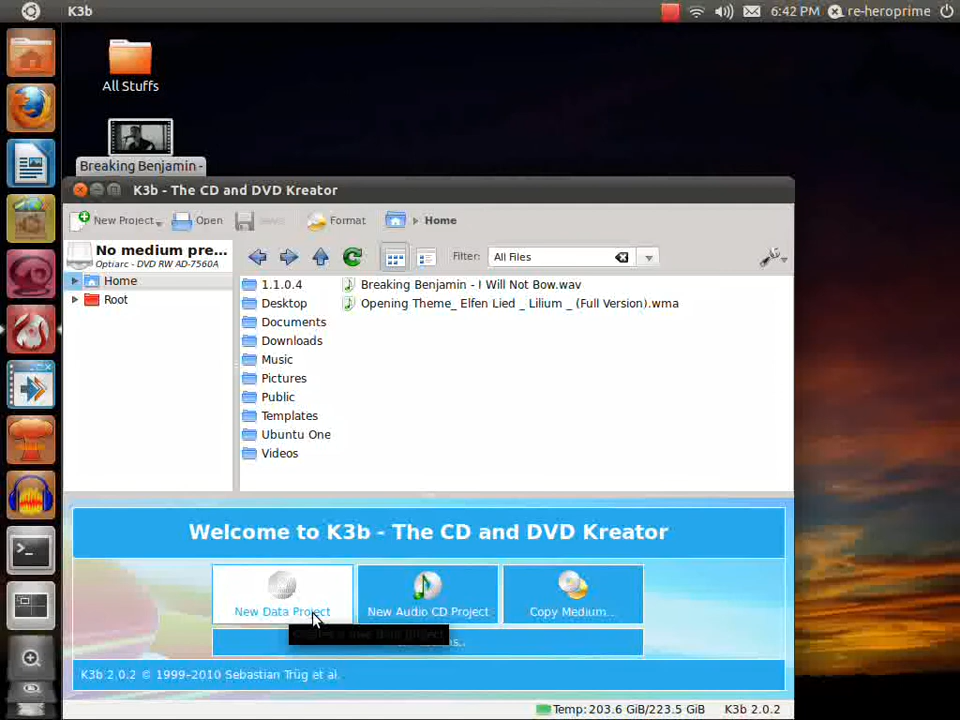 K3b
6:42 PM
re-heroprime
All Stuffs
Breaking Benjamin -
K3b - The CD and DVD Kreator
New Project
Open
Format
Home
No medium pre...
Optiarc - DVD RW AD-7560A
Filter:
All Files
Home
Root
1.1.0.4
Desktop
Documents
Downloads
Music
Pictures
Public
Templates
Ubuntu One
Videos
Breaking Benjamin - I Will Not Bow.wav
Opening Theme_ Elfen Lied _ Lilium _ (Full Version).wma
Welcome to K3b - The CD and DVD Kreator
New Data Project
New Audio CD Project
Copy Medium...
K3b 2.0.2 © 1999–2010 Sebastian Trüg et al.
Temp: 203.6 GiB/223.5 GiB
K3b 2.0.2